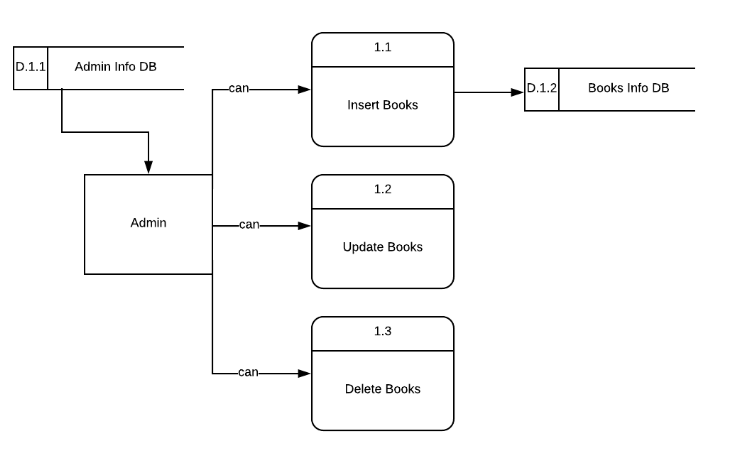 1.1
D.1.1 Admin Info DB
can
D.1.2 Books Info DB
Insert Books
1.2
Admin
can
Update Books
1.3
can
Delete Books